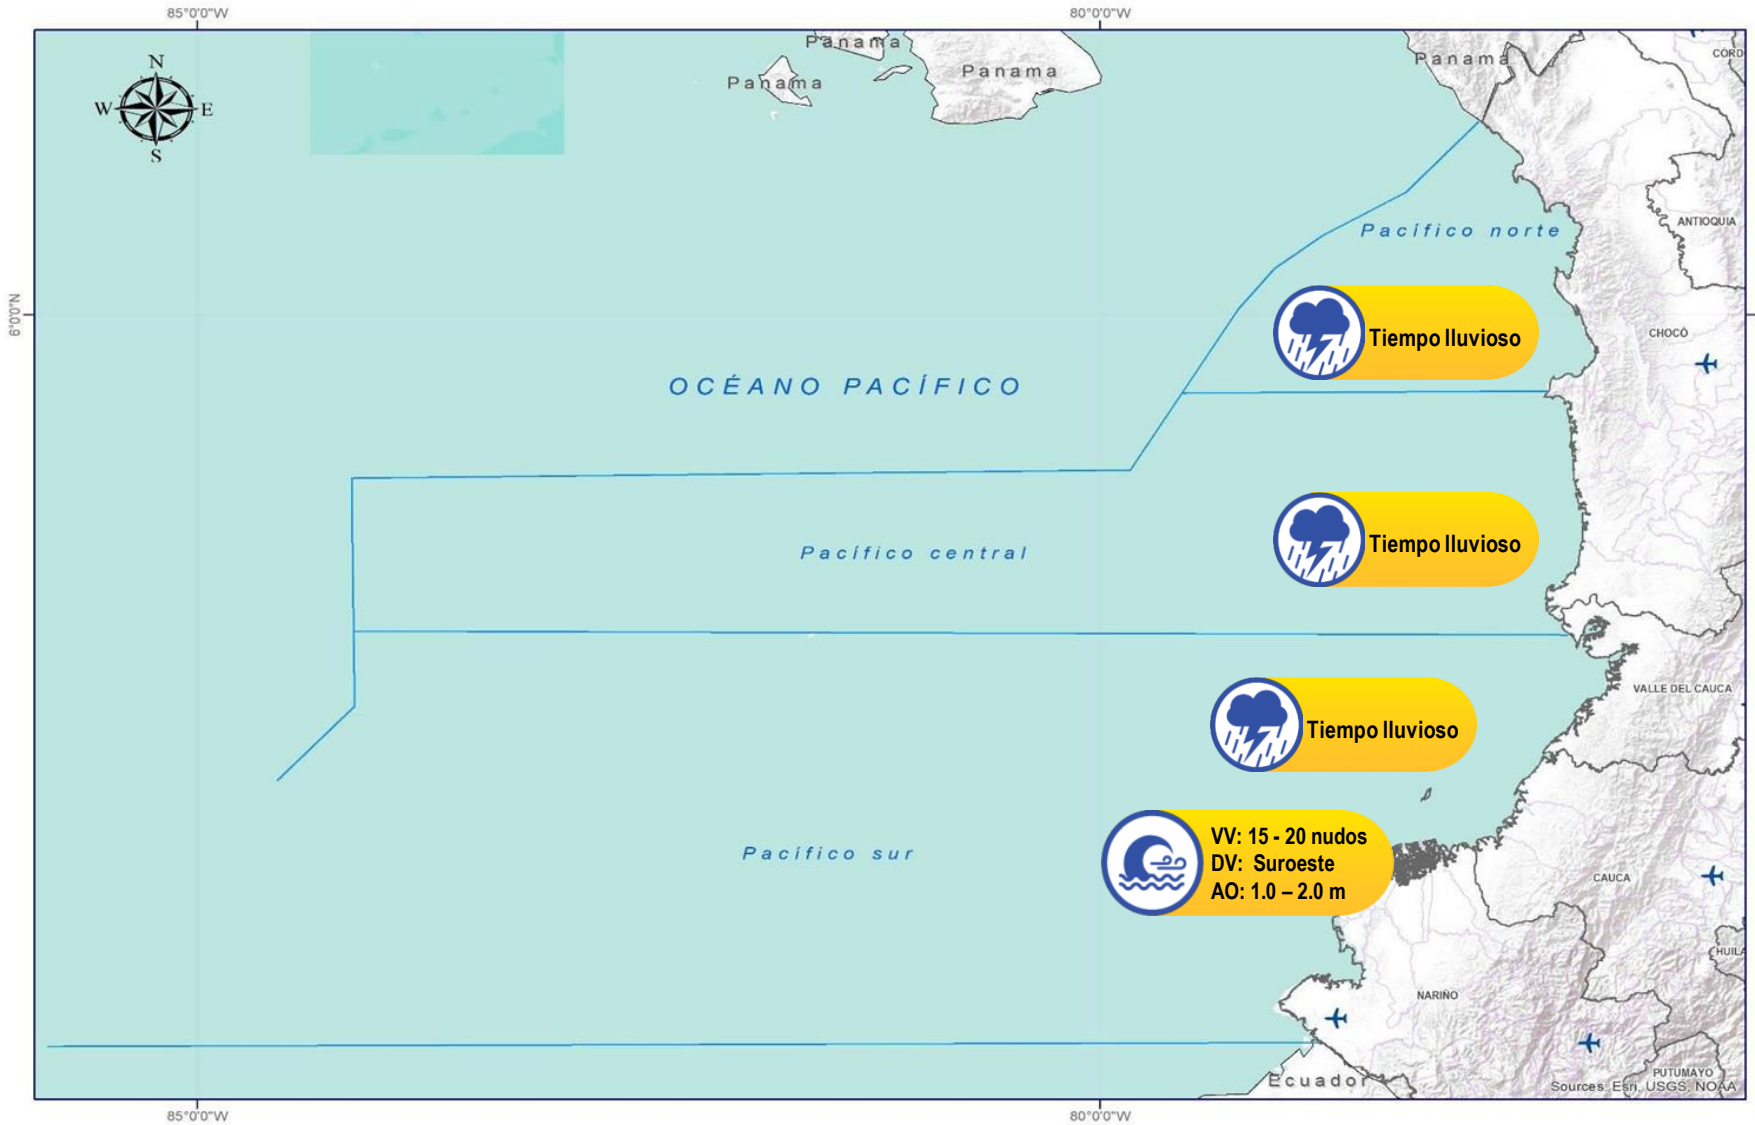 85°0'0"W
80°0'0"W
N
W
E
S
Panama
Panama
Panama
Panama
CÓRD
ANTIOQUIA
Pacífico norte
6°0'0"N
CHOCÓ
Tiempo lluvioso
OCÉANO PACÍFICO
Tiempo lluvioso
Pacífico central
VALLE DEL CAUCA
Tiempo lluvioso
VV: 15 - 20 nudos
DV: Suroeste
AO: 1.0 – 2.0 m
Pacífico sur
CAUCA
HUILA
NARIÑO
PUTUMAYO
Ecuador
Sources: Esri, USGS, NOAA
85°0'0"W
80°0'0"W